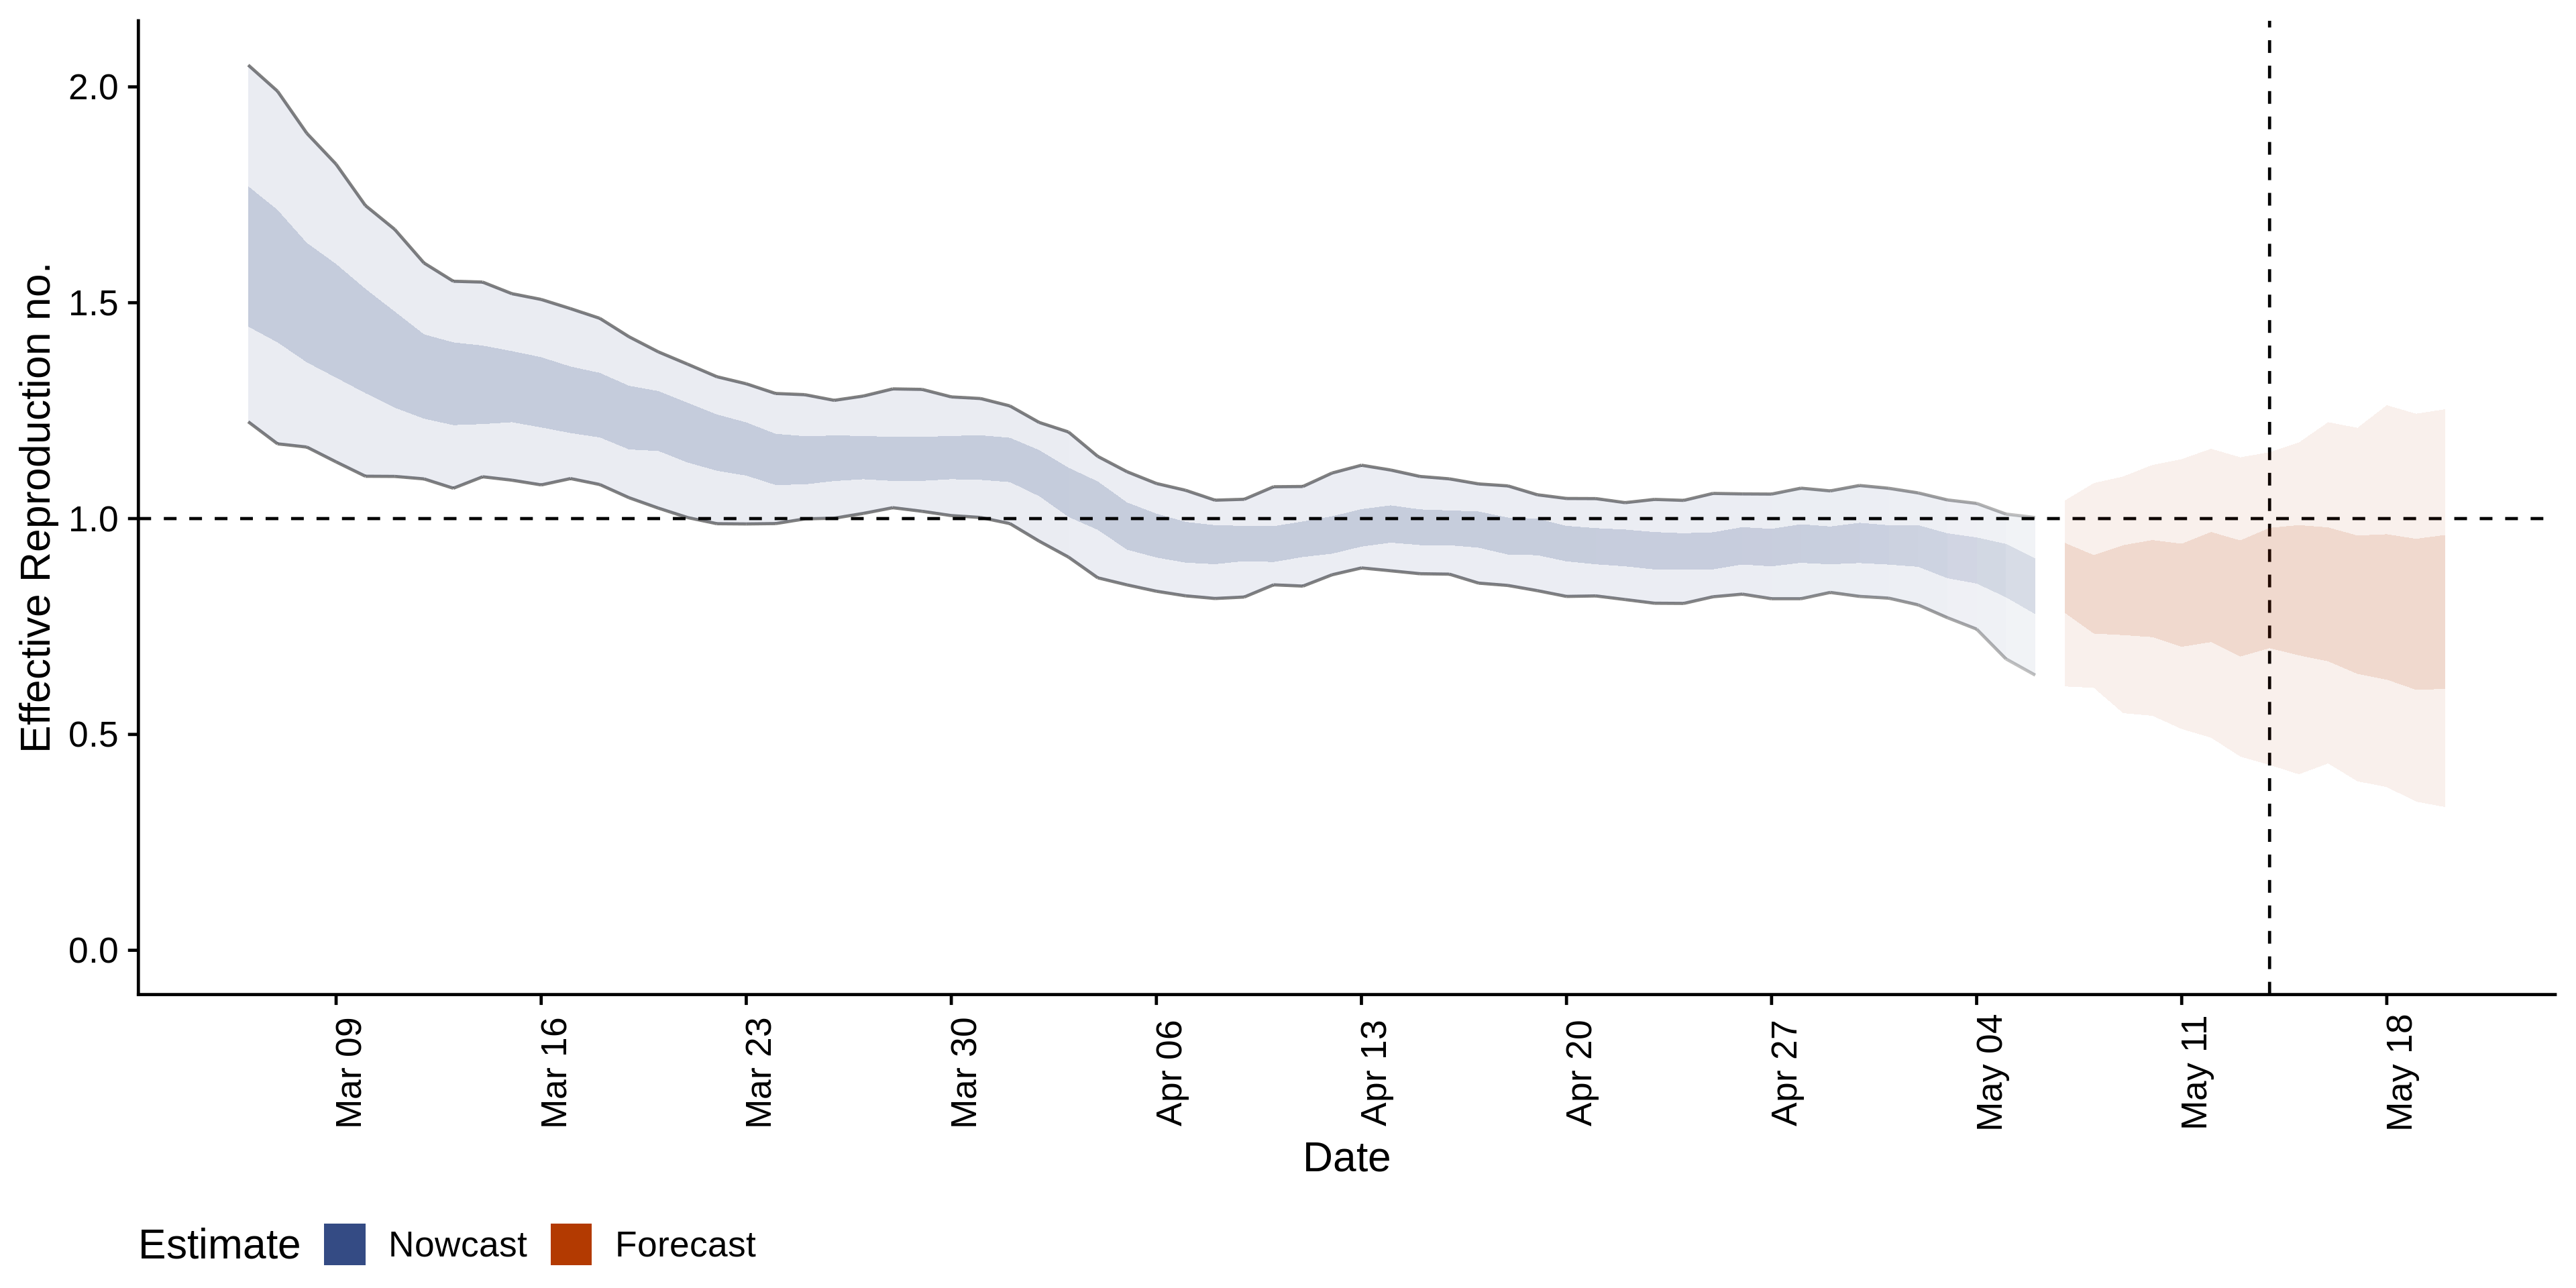 Effective Reproduction no.
2.0
1.5
1.0
0.5
0.0
Mar 09
Mar 16
Mar 23
Mar 30
Apr 06
Apr 13
Apr 20
Apr 27
May 04
May 11
May 18
Date
Estimate Nowcast Forecast